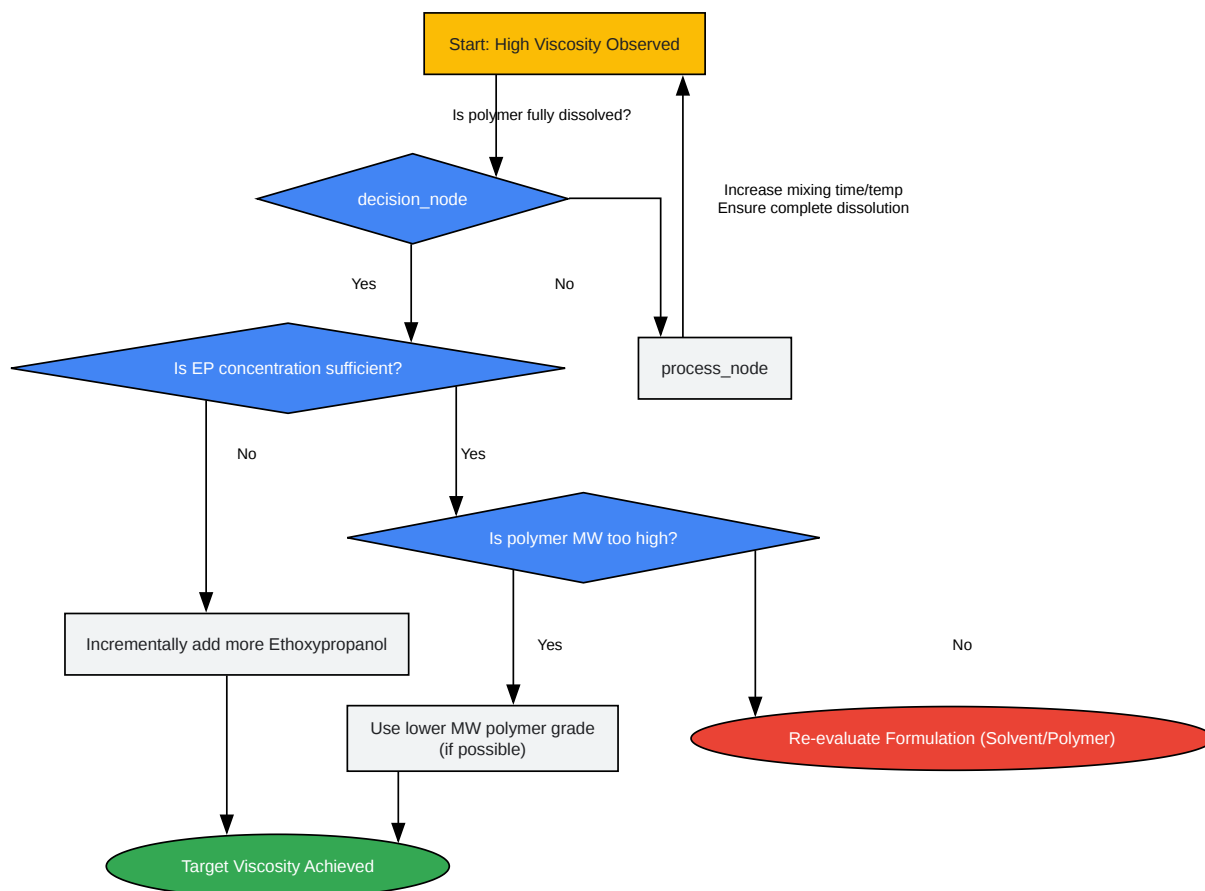 Start: High Viscosity Observed
Is polymer fully dissolved?
decision_node
Increase mixing time/temp
Ensure complete dissolution
Yes
No
Is EP concentration sufficient?
process_node
No
Yes
Is polymer MW too high?
Incrementally add more Ethoxypropanol
Yes
No
Use lower MW polymer grade
(if possible)
Re-evaluate Formulation (Solvent/Polymer)
Target Viscosity Achieved